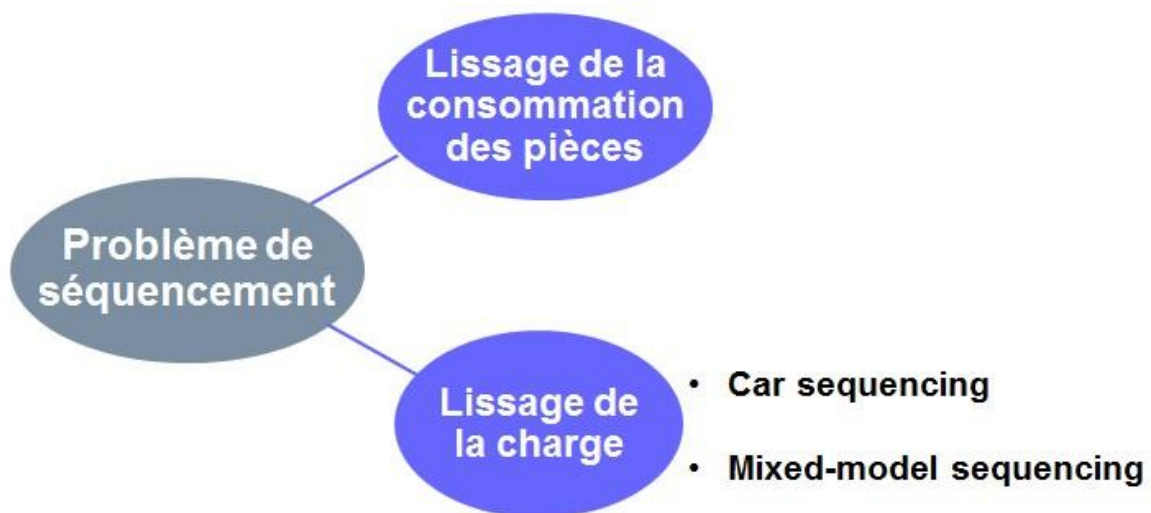 Lissage de la
consommation
des pièces
Problème de
séquencement
Lissage de
la charge
• Car sequencing
• Mixed-model sequencing